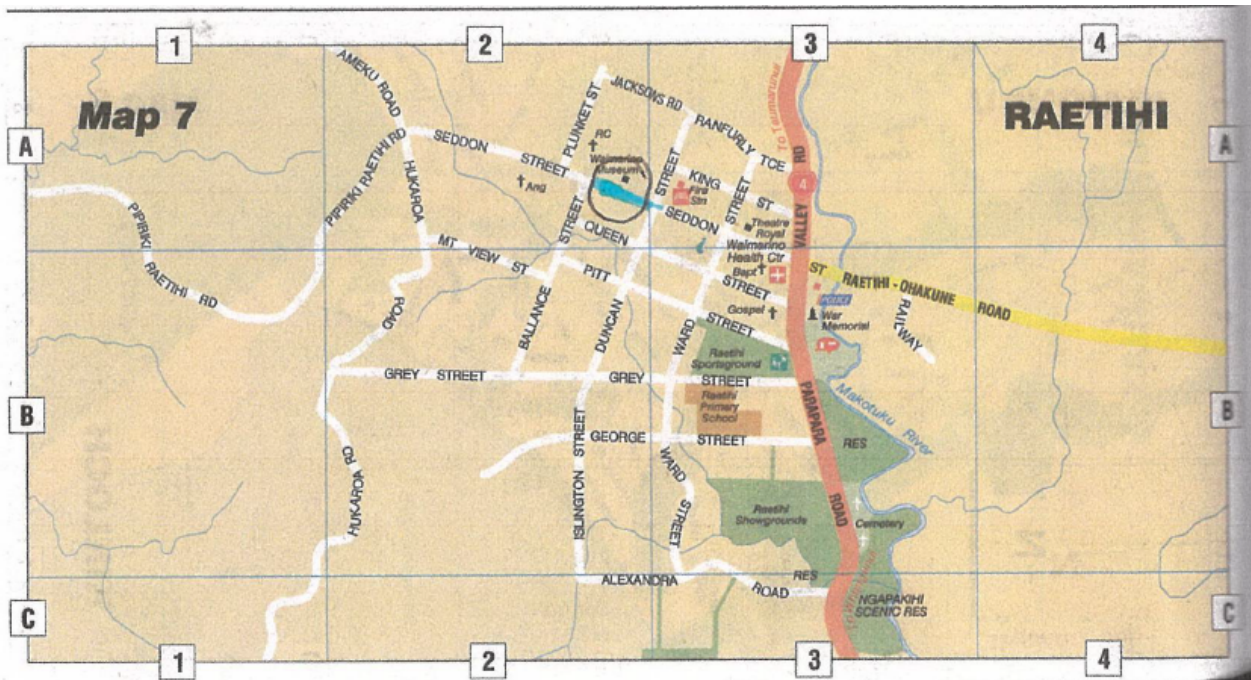 1
2
3
4
Map 7
RAETIHI
A
A
AMEKU ROAD
JACKSONS RD
PLUNKET ST
RANFURLY TCE
To Taumarunui
VALLEY RD
4
RC
Waimarino
Museum
SEDDON STREET
PIPIRIKI RAETIHI RD
HUKAROA ROAD
Ang
STREET
KING ST
Fire
Stn
STREET
SEDDON ST
Theatre
Royal
Waimarino
Health Ctr
QUEEN STREET
MT VIEW ST
PITT STREET
BALLANCE STREET
DUNCAN
WARD
Bapt
Gospel
POLICE
War
Memorial
RAETIHI - OHAKUNE ROAD
RAILWAY
PIPIRIKI RAETIHI RD
Raetihi
Sportsground
GREY STREET
GREY STREET
Raetihi
Primary
School
PARAPARA ROAD
Makotuku River
B
B
GEORGE STREET
RES
ISLINGTON STREET
WARD STREET
HUKAROA RD
Raetihi
Showgrounds
Cemetery
ALEXANDRA ROAD
RES
NGAPAKIHI
SCENIC RES
C
C
1
2
3
4